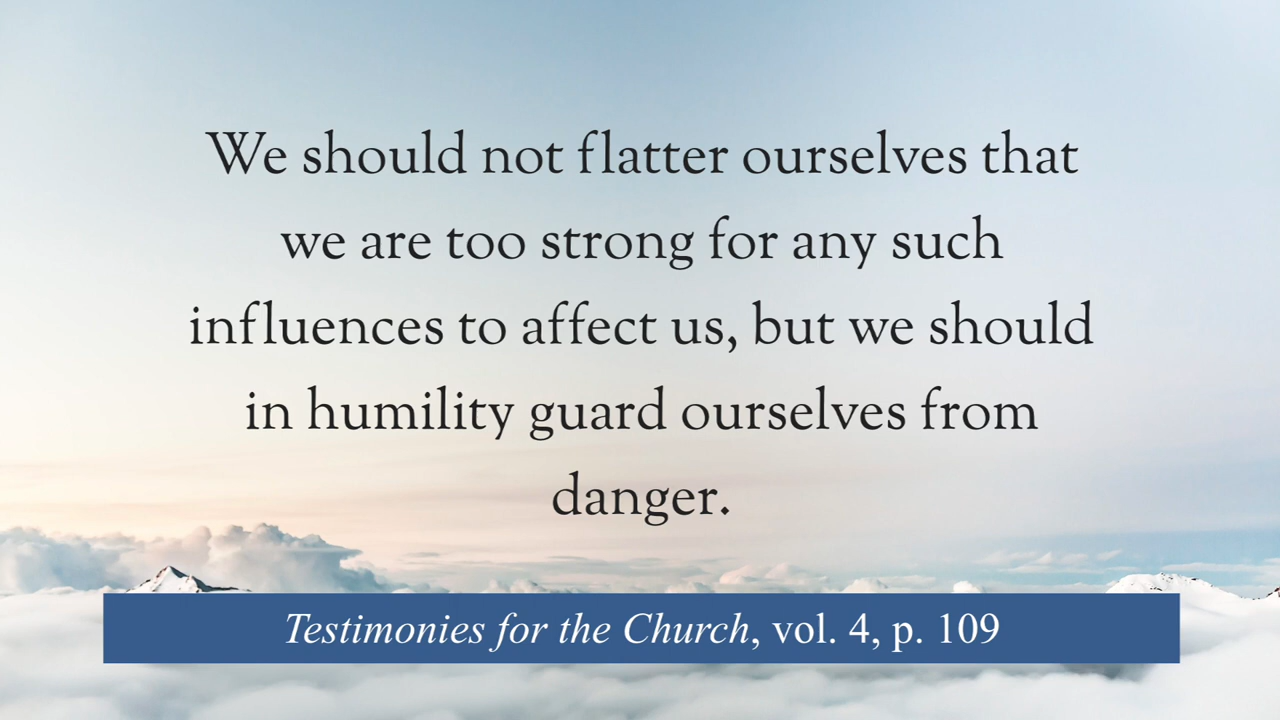 We should not flatter ourselves that
we are too strong for any such
influences to affect us, but we should
in humility guard ourselves from
danger.
Testimonies for the Church, vol. 4, p. 109